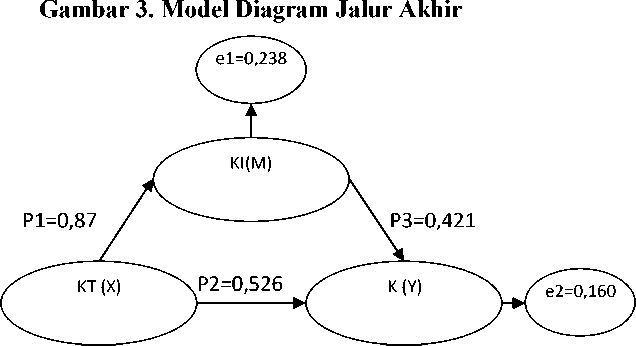 Gambar 3. Model Diagram Jalur Akhir
e1=0,238
KI(M)
P1=0,87
P3=0,421
KT (X)
P2=0,526
K (Y)
e2=0,160